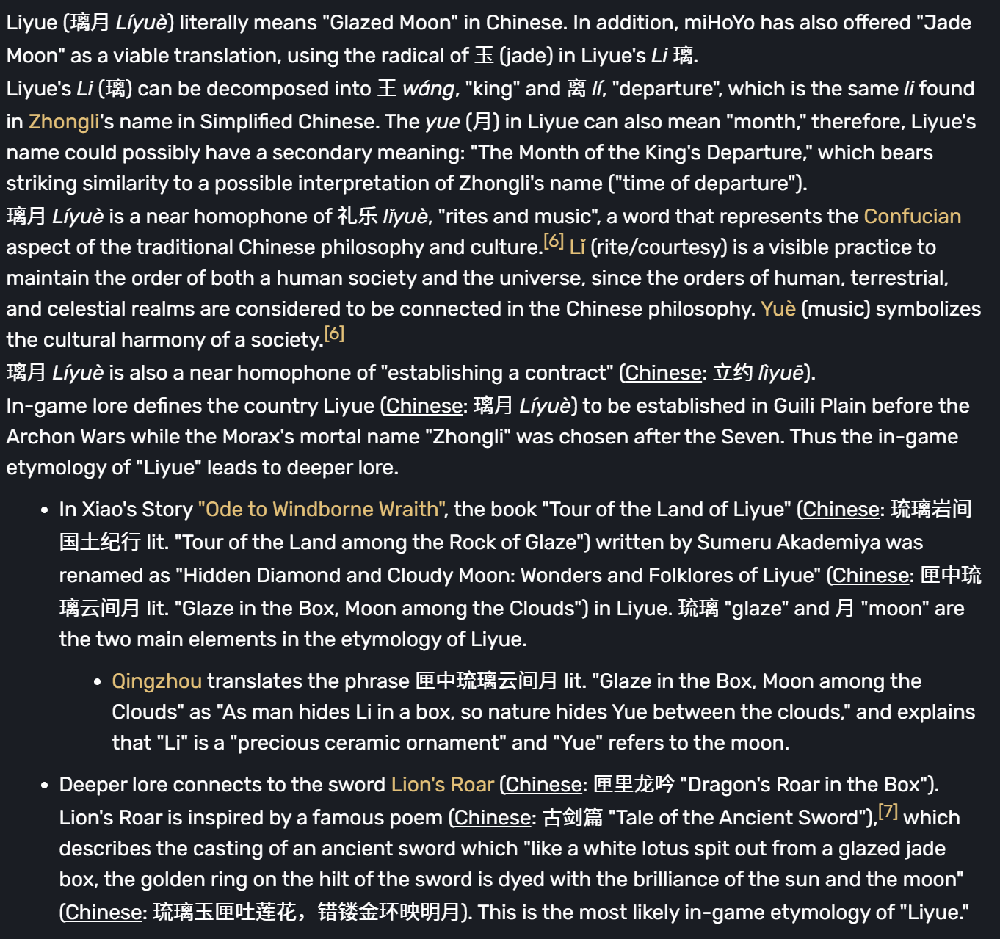 Liyue (璃月 Líyuè) literally means "Glazed Moon" in Chinese. In addition, miHoYo has also offered "Jade
Moon" as a viable translation, using the radical of 玉 (jade) in Liyue's Li 璃.
Liyue's Li (璃) can be decomposed into 王 wáng, "king" and 离 lí, "departure", which is the same li found
in Zhongli's name in Simplified Chinese. The yue (月) in Liyue can also mean "month," therefore, Liyue's
name could possibly have a secondary meaning: "The Month of the King's Departure," which bears
striking similarity to a possible interpretation of Zhongli's name ("time of departure").
璃月 Líyuè is a near homophone of 礼乐 lǐyuè, "rites and music", a word that represents the Confucian
aspect of the traditional Chinese philosophy and culture.[6] Lǐ (rite/courtesy) is a visible practice to
maintain the order of both a human society and the universe, since the orders of human, terrestrial,
and celestial realms are considered to be connected in the Chinese philosophy. Yuè (music) symbolizes
the cultural harmony of a society.[6]
璃月 Líyuè is also a near homophone of "establishing a contract" (Chinese: 立约 lìyuē).
In-game lore defines the country Liyue (Chinese: 璃月 Líyuè) to be established in Guili Plain before the
Archon Wars while the Morax's mortal name "Zhongli" was chosen after the Seven. Thus the in-game
etymology of "Liyue" leads to deeper lore.
• In Xiao's Story "Ode to Windborne Wraith", the book "Tour of the Land of Liyue" (Chinese: 琉璃岩间
国土纪行 lit. "Tour of the Land among the Rock of Glaze") written by Sumeru Akademiya was
renamed as "Hidden Diamond and Cloudy Moon: Wonders and Folklores of Liyue" (Chinese: 匣中琉
璃云间月 lit. "Glaze in the Box, Moon among the Clouds") in Liyue. 琉璃 "glaze" and 月 "moon" are
the two main elements in the etymology of Liyue.
• Qingzhou translates the phrase 匣中琉璃云间月 lit. "Glaze in the Box, Moon among the
Clouds" as "As man hides Li in a box, so nature hides Yue between the clouds," and explains
that "Li" is a "precious ceramic ornament" and "Yue" refers to the moon.
• Deeper lore connects to the sword Lion's Roar (Chinese: 匣里龙吟 "Dragon's Roar in the Box").
Lion's Roar is inspired by a famous poem (Chinese: 古剑篇 "Tale of the Ancient Sword"),[7] which
describes the casting of an ancient sword which "like a white lotus spit out from a glazed jade
box, the golden ring on the hilt of the sword is dyed with the brilliance of the sun and the moon"
(Chinese: 琉璃玉匣吐莲花，错镂金环映明月). This is the most likely in-game etymology of "Liyue."